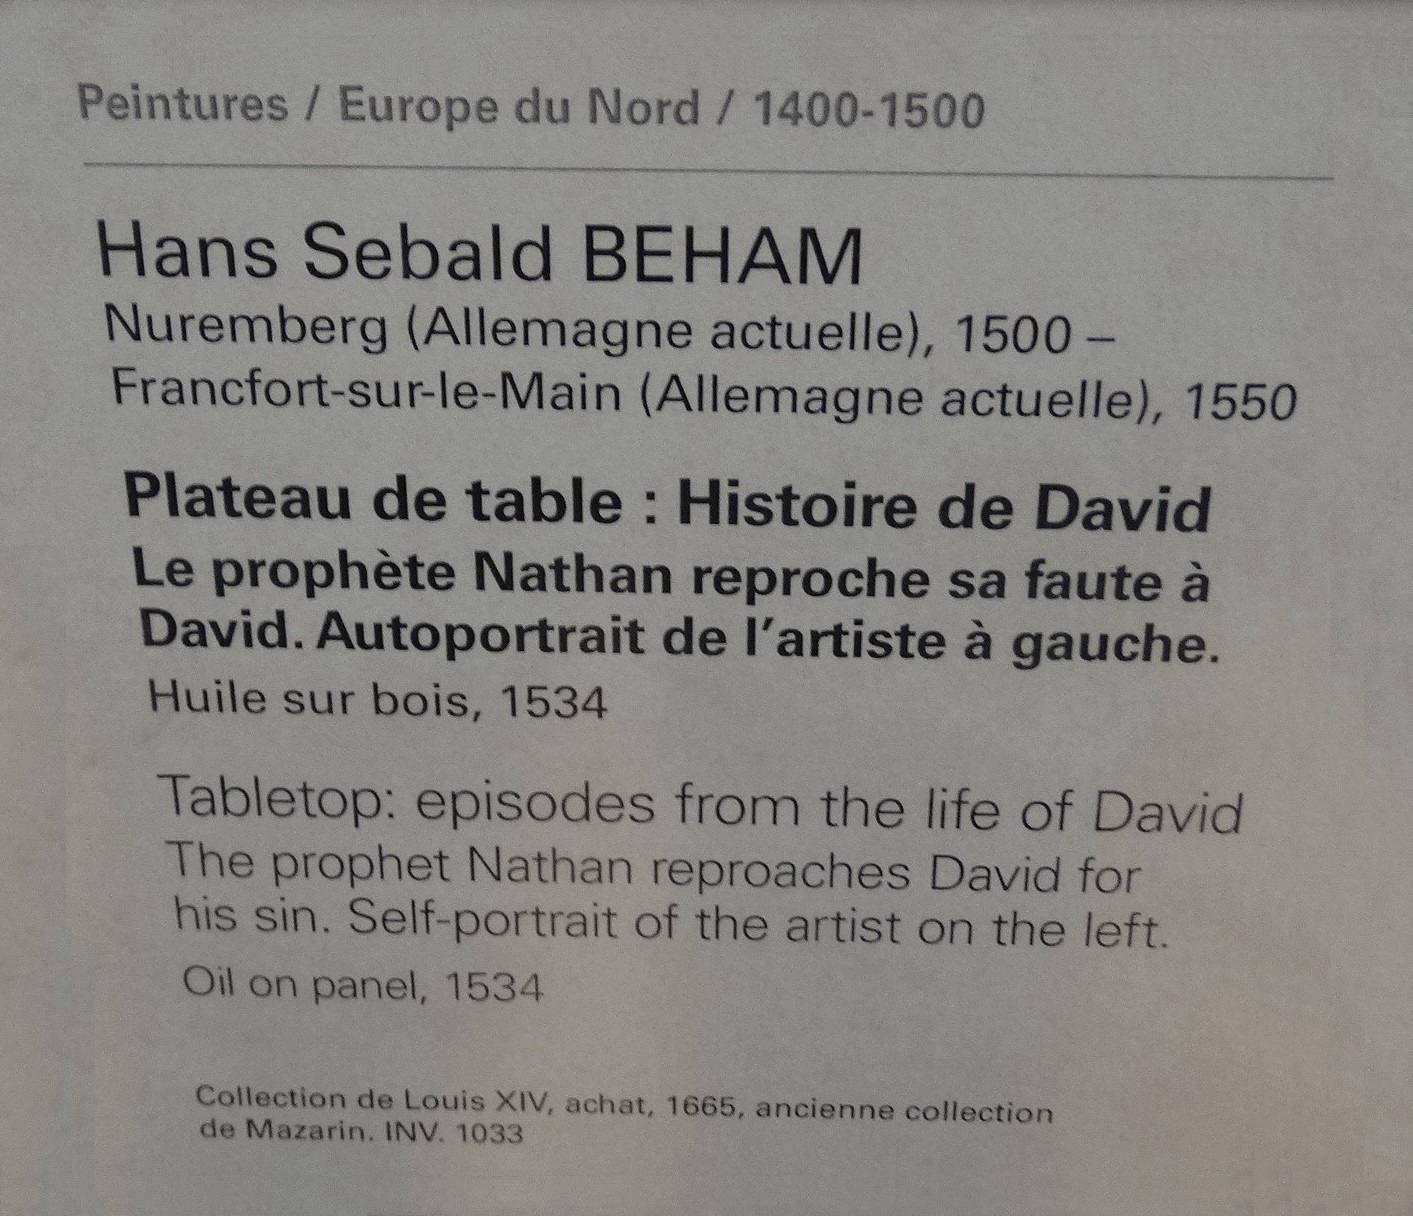 Peintures / Europe du Nord / 1400-1500
Hans Sebald BEHAM
Nuremberg (Allemagne actuelle), 1500 –
Francfort-sur-le-Main (Allemagne actuelle), 1550
Plateau de table : Histoire de David
Le prophète Nathan reproche sa faute à
David. Autoportrait de l'artiste à gauche.
Huile sur bois, 1534
Tabletop: episodes from the life of David
The prophet Nathan reproaches David for
his sin. Self-portrait of the artist on the left.
Oil on panel, 1534
Collection de Louis XIV, achat, 1665, ancienne collection
de Mazarin. INV. 1033